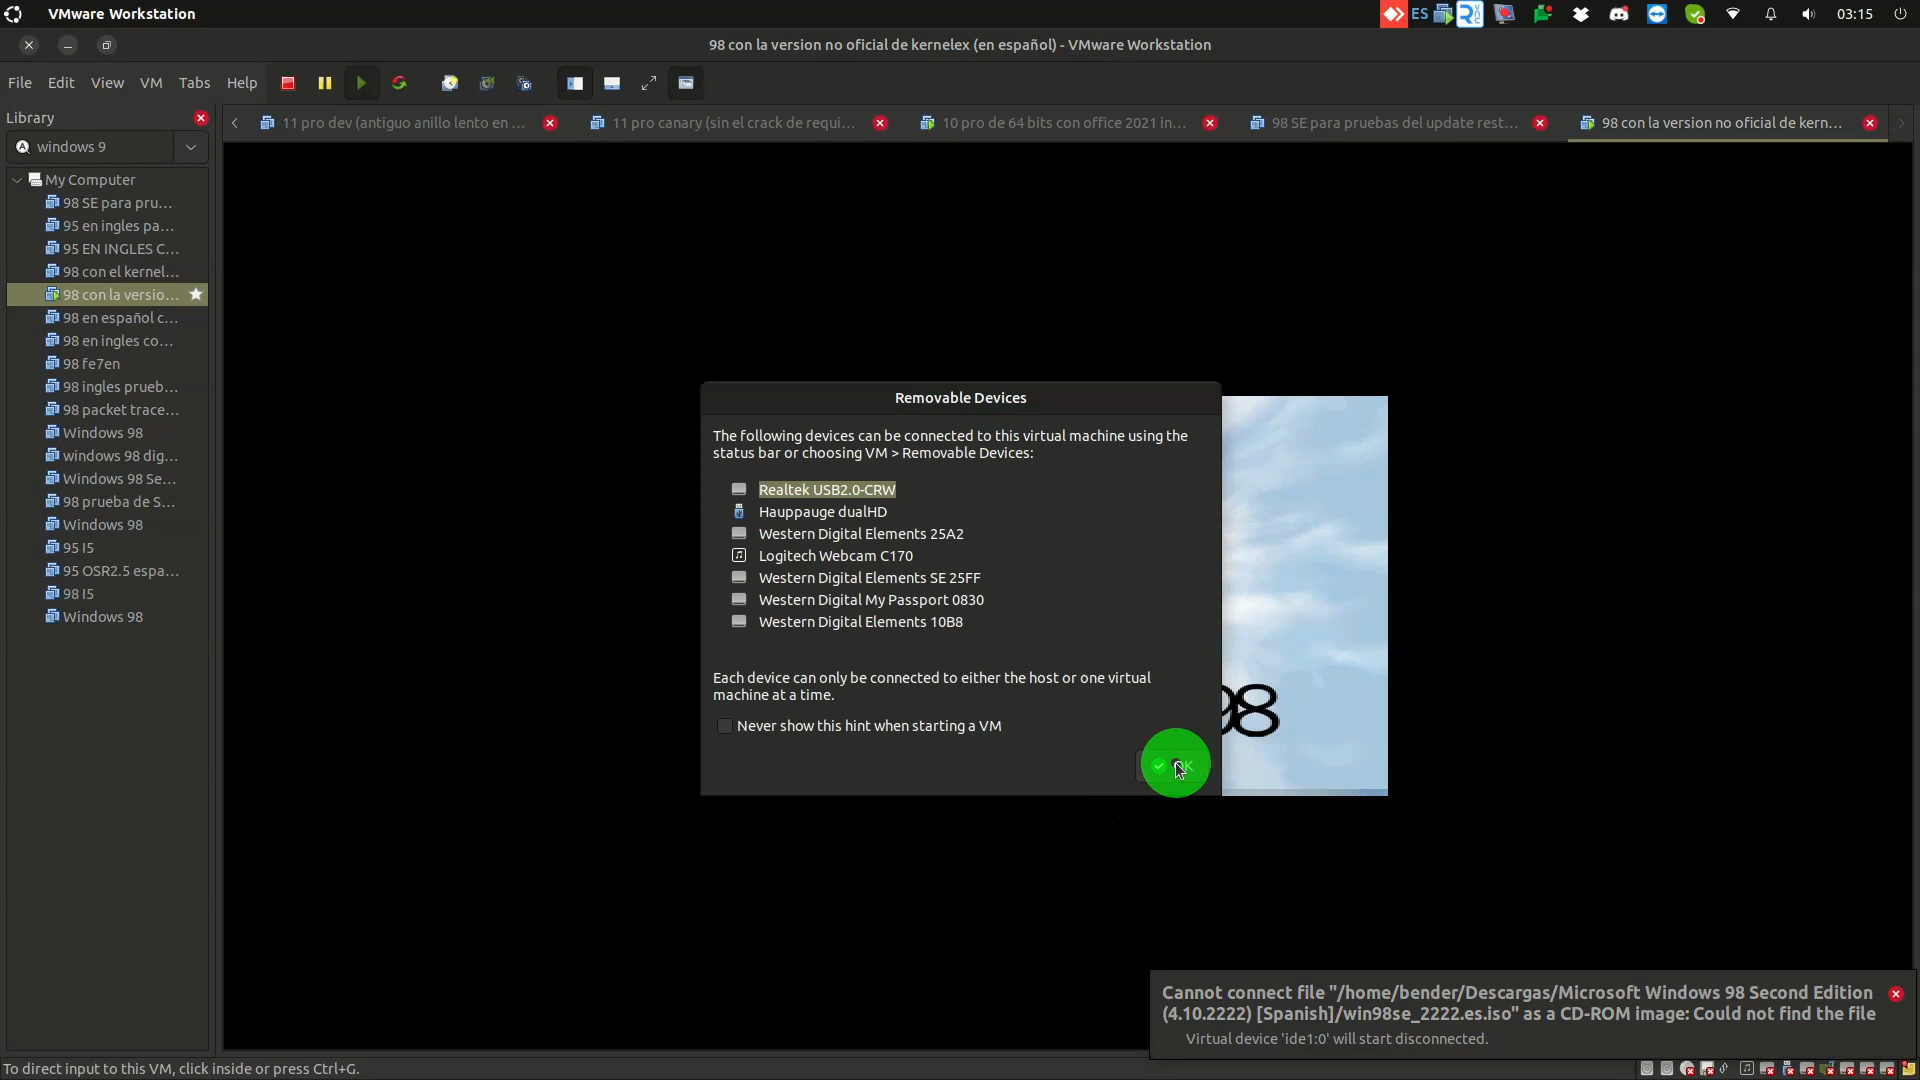 VMware Workstation
ES
03:15
98 con la version no oficial de kernelex (en español) - VMware Workstation
File Edit View VM Tabs Help
Library
11 pro dev (antiguo anillo lento en ...
11 pro canary (sin el crack de requi...
10 pro de 64 bits con office 2021 in...
98 SE para pruebas del update rest...
98 con la version no oficial de kern...
windows 9
My Computer
98 SE para pru...
95 en ingles pa...
95 EN INGLES C...
98 con el kernel...
98 con la versio...
98 en español c...
98 en ingles co...
98 fe7en
98 ingles prueb...
98 packet trace...
Windows 98
windows 98 dig...
Windows 98 Se...
98 prueba de S...
Windows 98
95 I5
95 OSR2.5 espa...
98 I5
Windows 98
Removable Devices
The following devices can be connected to this virtual machine using the
status bar or choosing VM > Removable Devices:
Realtek USB2.0-CRW
Hauppauge dualHD
Western Digital Elements 25A2
Logitech Webcam C170
Western Digital Elements SE 25FF
Western Digital My Passport 0830
Western Digital Elements 10B8
Each device can only be connected to either the host or one virtual
machine at a time.
Never show this hint when starting a VM
OK
98
Cannot connect file "/home/bender/Descargas/Microsoft Windows 98 Second Edition
(4.10.2222) [Spanish]/win98se_2222.es.iso" as a CD-ROM image: Could not find the file
Virtual device 'ide1:0' will start disconnected.
To direct input to this VM, click inside or press Ctrl+G.